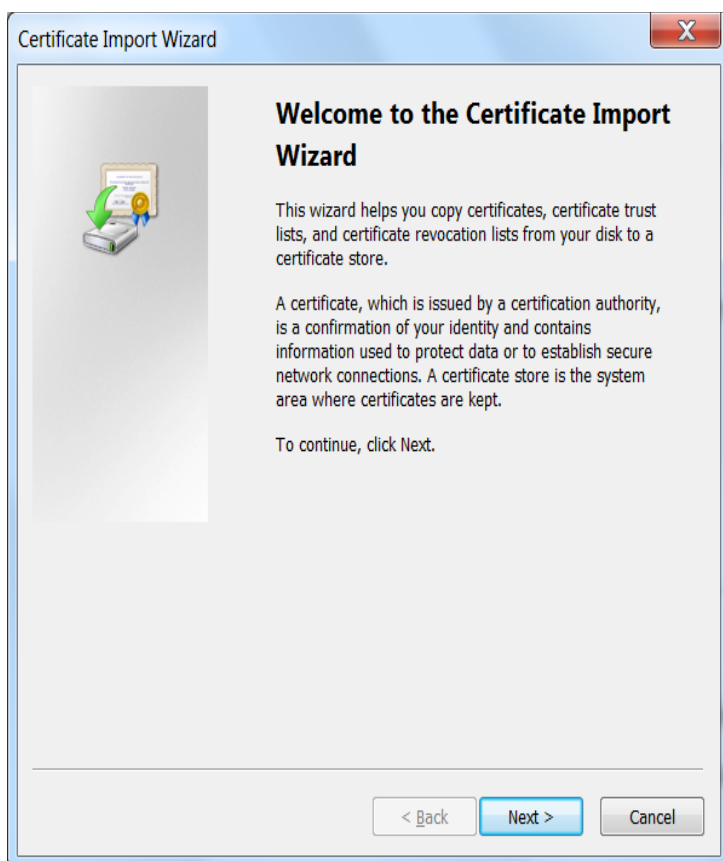 Certificate Import Wizard
X
Welcome to the Certificate Import
Wizard
This wizard helps you copy certificates, certificate trust
lists, and certificate revocation lists from your disk to a
certificate store.
A certificate, which is issued by a certification authority,
is a confirmation of your identity and contains
information used to protect data or to establish secure
network connections. A certificate store is the system
area where certificates are kept.
To continue, click Next.
< Back Next > Cancel